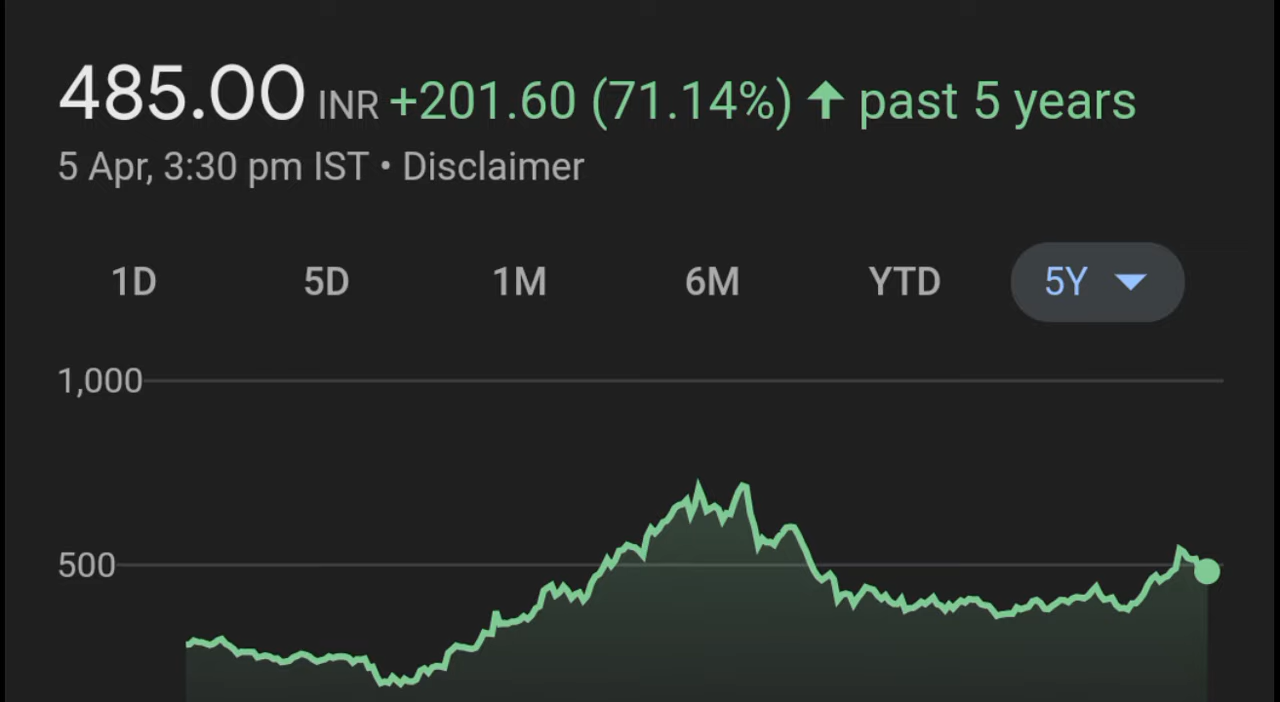 485.00 INR +201.60 (71.14%) ↑ past 5 years
5 Apr, 3:30 pm IST • Disclaimer
1D 5D 1M 6M YTD 5Y
1,000
500